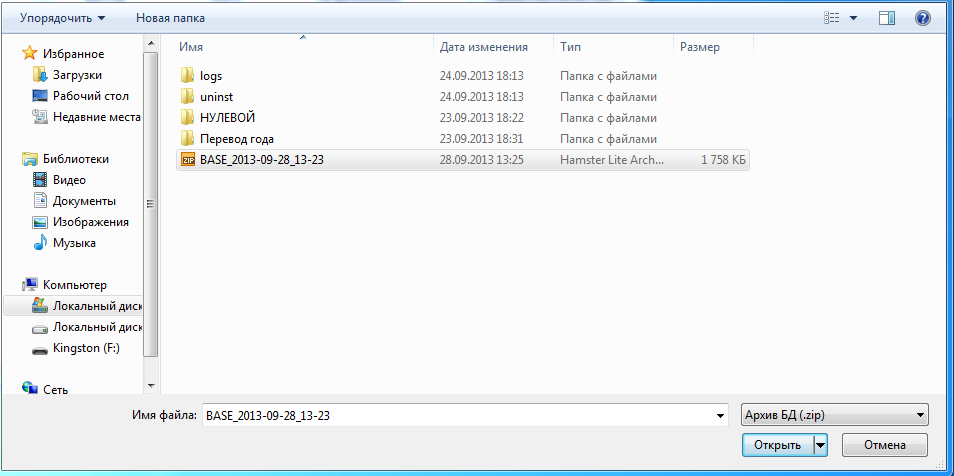 Упорядочить Новая папка
Имя Дата изменения Тип Размер
Избранное
Загрузки
Рабочий стол
Недавние места
Библиотеки
Видео
Документы
Изображения
Музыка
Компьютер
Локальный диск
Локальный диск
Kingston (F:)
Сеть
logs 24.09.2013 18:13 Папка с файлами
uninst 24.09.2013 18:13 Папка с файлами
НУЛЕВОЙ 23.09.2013 18:22 Папка с файлами
Перевод года 23.09.2013 18:31 Папка с файлами
ZIP BASE_2013-09-28_13-23 28.09.2013 13:25 Hamster Lite Arch... 1 758 КБ
Имя файла: BASE_2013-09-28_13-23 Архив БД (.zip)
Открыть Отмена